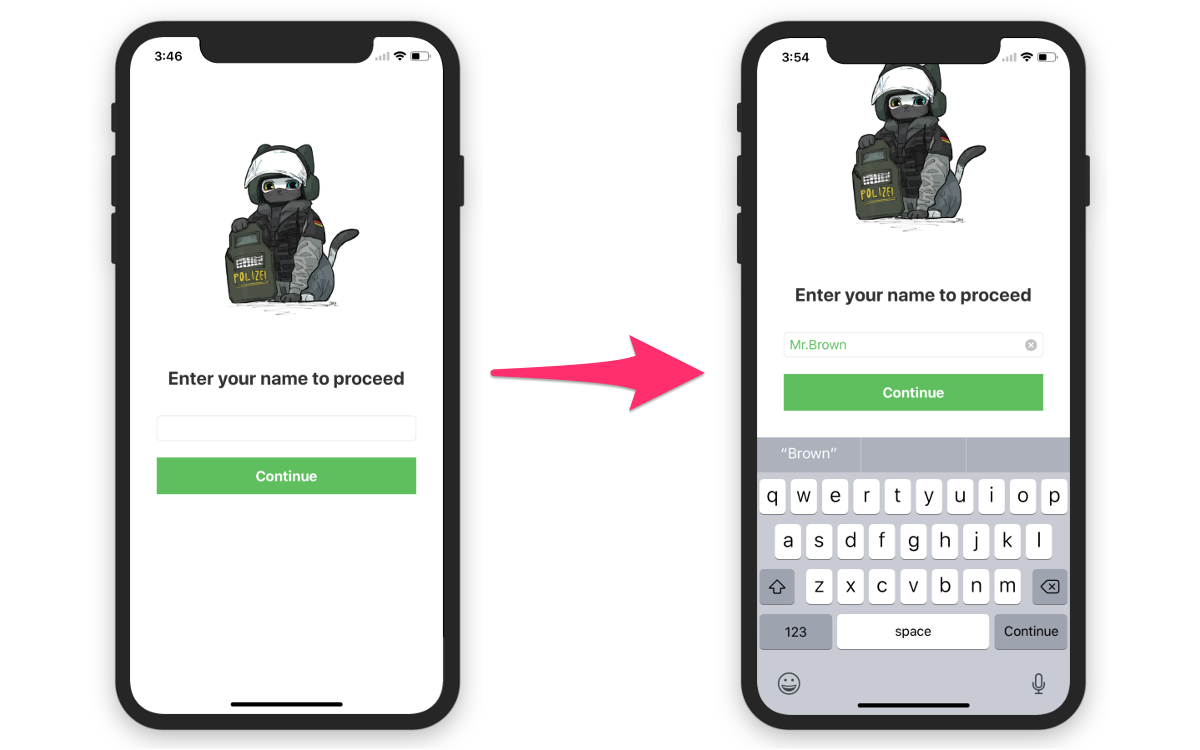 3:46
POLIZEI
Enter your name to proceed
Continue
3:54
POLIZEI
Enter your name to proceed
Mr.Brown
Continue
“Brown”
q w e r t y u i o p
a s d f g h j k l
z x c v b n m
123 space Continue